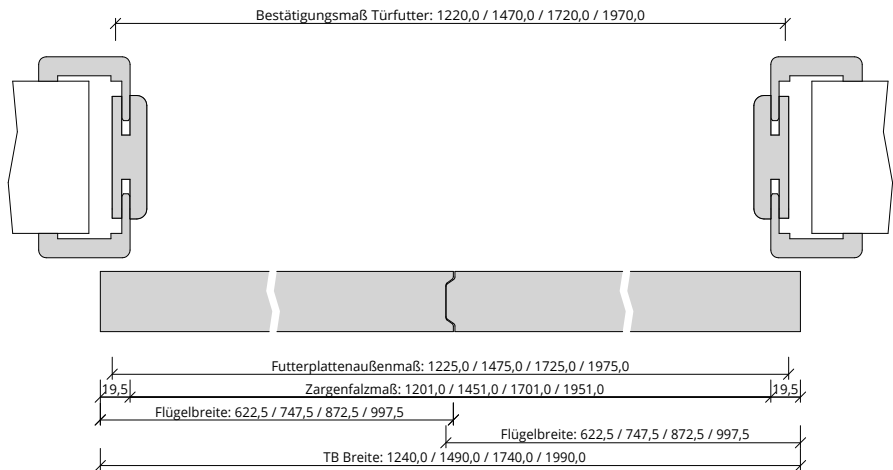 Bestätigungsmaß Türfutter: 1220,0 / 1470,0 / 1720,0 / 1970,0
Futterplattenaußenmaß: 1225,0 / 1475,0 / 1725,0 / 1975,0
19,5 Zargenfalzmaß: 1201,0 / 1451,0 / 1701,0 / 1951,0 19,5
Flügelbreite: 622,5 / 747,5 / 872,5 / 997,5
Flügelbreite: 622,5 / 747,5 / 872,5 / 997,5
TB Breite: 1240,0 / 1490,0 / 1740,0 / 1990,0